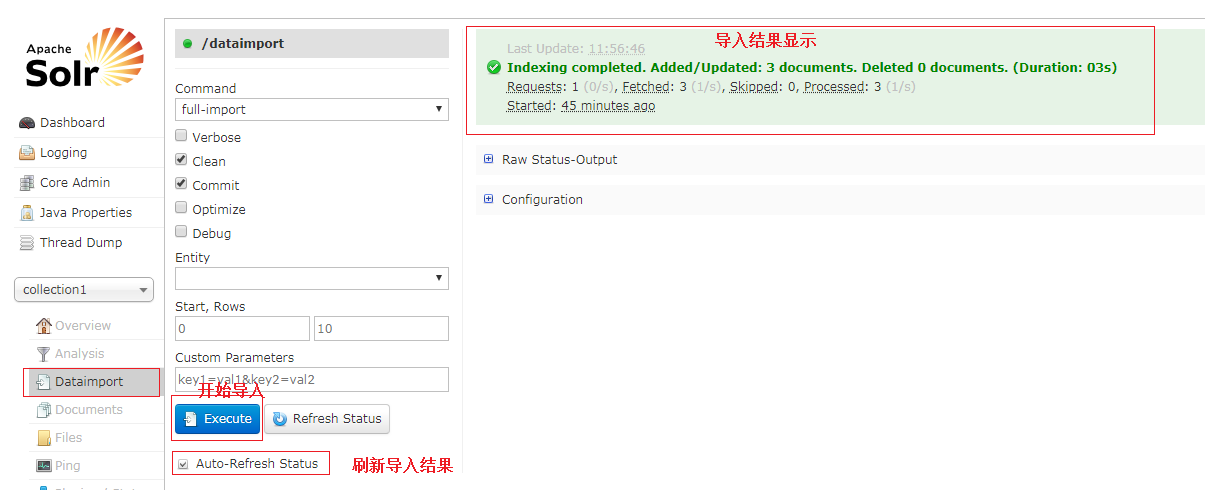 Apache
Solr
Dashboard
Logging
Core Admin
Java Properties
Thread Dump
collection1
Overview
Analysis
Dataimport
Documents
Files
Ping
/dataimport
Command
full-import
Verbose
Clean
Commit
Optimize
Debug
Entity
Start, Rows
0 10
Custom Parameters
key1=val1&key2=val2
开始导入
Execute Refresh Status
Auto-Refresh Status 刷新导入结果
Last Update: 11:56:46
导入结果显示
Indexing completed. Added/Updated: 3 documents. Deleted 0 documents. (Duration: 03s)
Requests: 1 (0/s), Fetched: 3 (1/s), Skipped: 0, Processed: 3 (1/s)
Started: 45 minutes ago
Raw Status-Output
Configuration